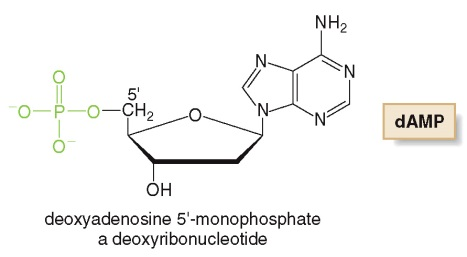 NH₂
O
5'
N
N
⁻O—P—O—CH₂
O
N
N
O⁻
dAMP
OH
deoxyadenosine 5'-monophosphate
a deoxyribonucleotide